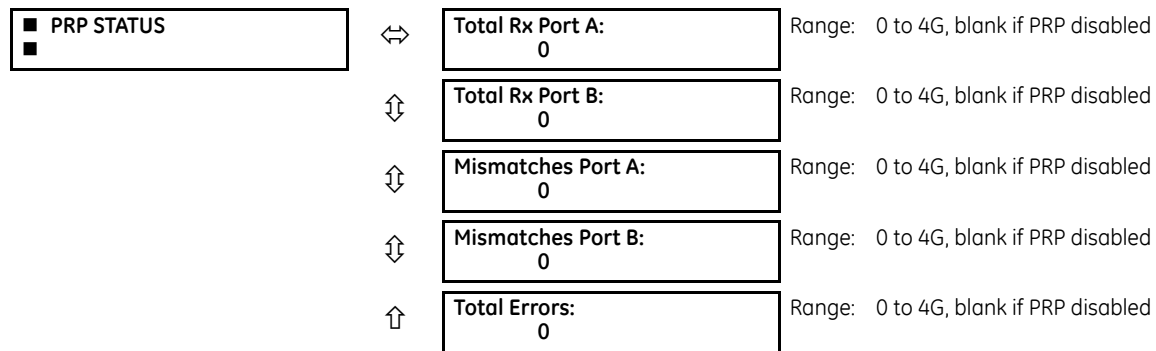 ■ PRP STATUS
■
Total Rx Port A:
0
Range: 0 to 4G, blank if PRP disabled
Total Rx Port B:
0
Range: 0 to 4G, blank if PRP disabled
Mismatches Port A:
0
Range: 0 to 4G, blank if PRP disabled
Mismatches Port B:
0
Range: 0 to 4G, blank if PRP disabled
Total Errors:
0
Range: 0 to 4G, blank if PRP disabled